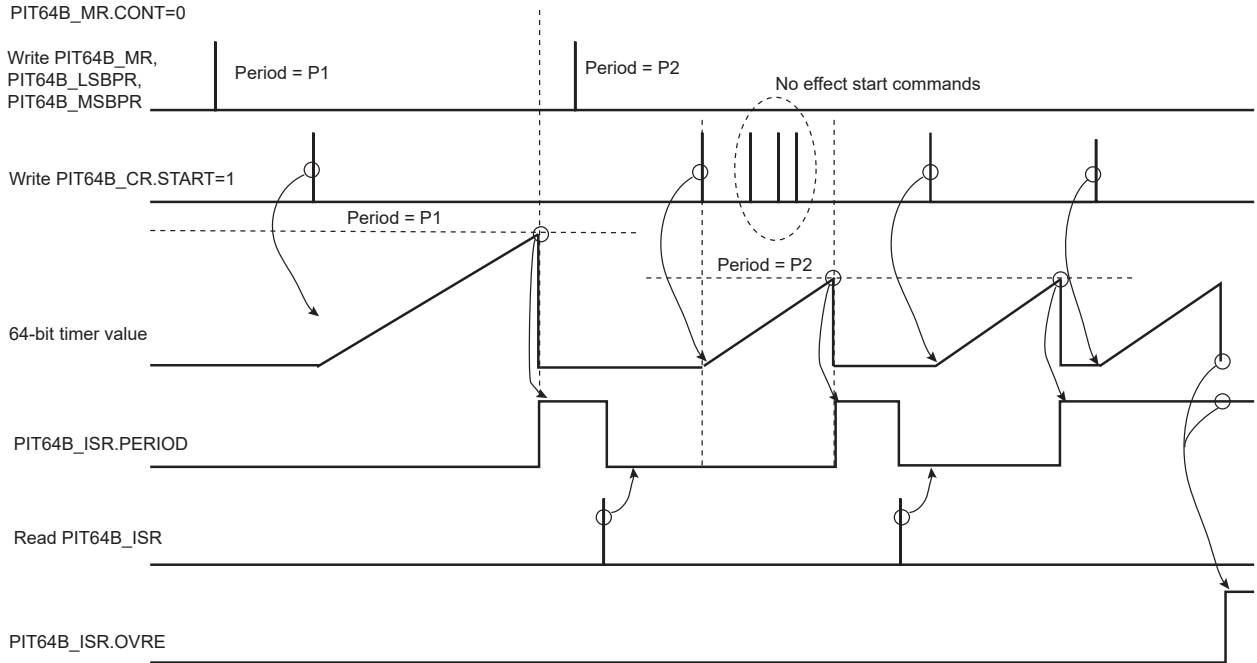 PIT64B_MR.CONT=0
Write PIT64B_MR,
PIT64B_LSBPR,
PIT64B_MSBPR
Period = P1
Period = P2
No effect start commands
Write PIT64B_CR.START=1
Period = P1
Period = P2
64-bit timer value
PIT64B_ISR.PERIOD
Read PIT64B_ISR
PIT64B_ISR.OVRE